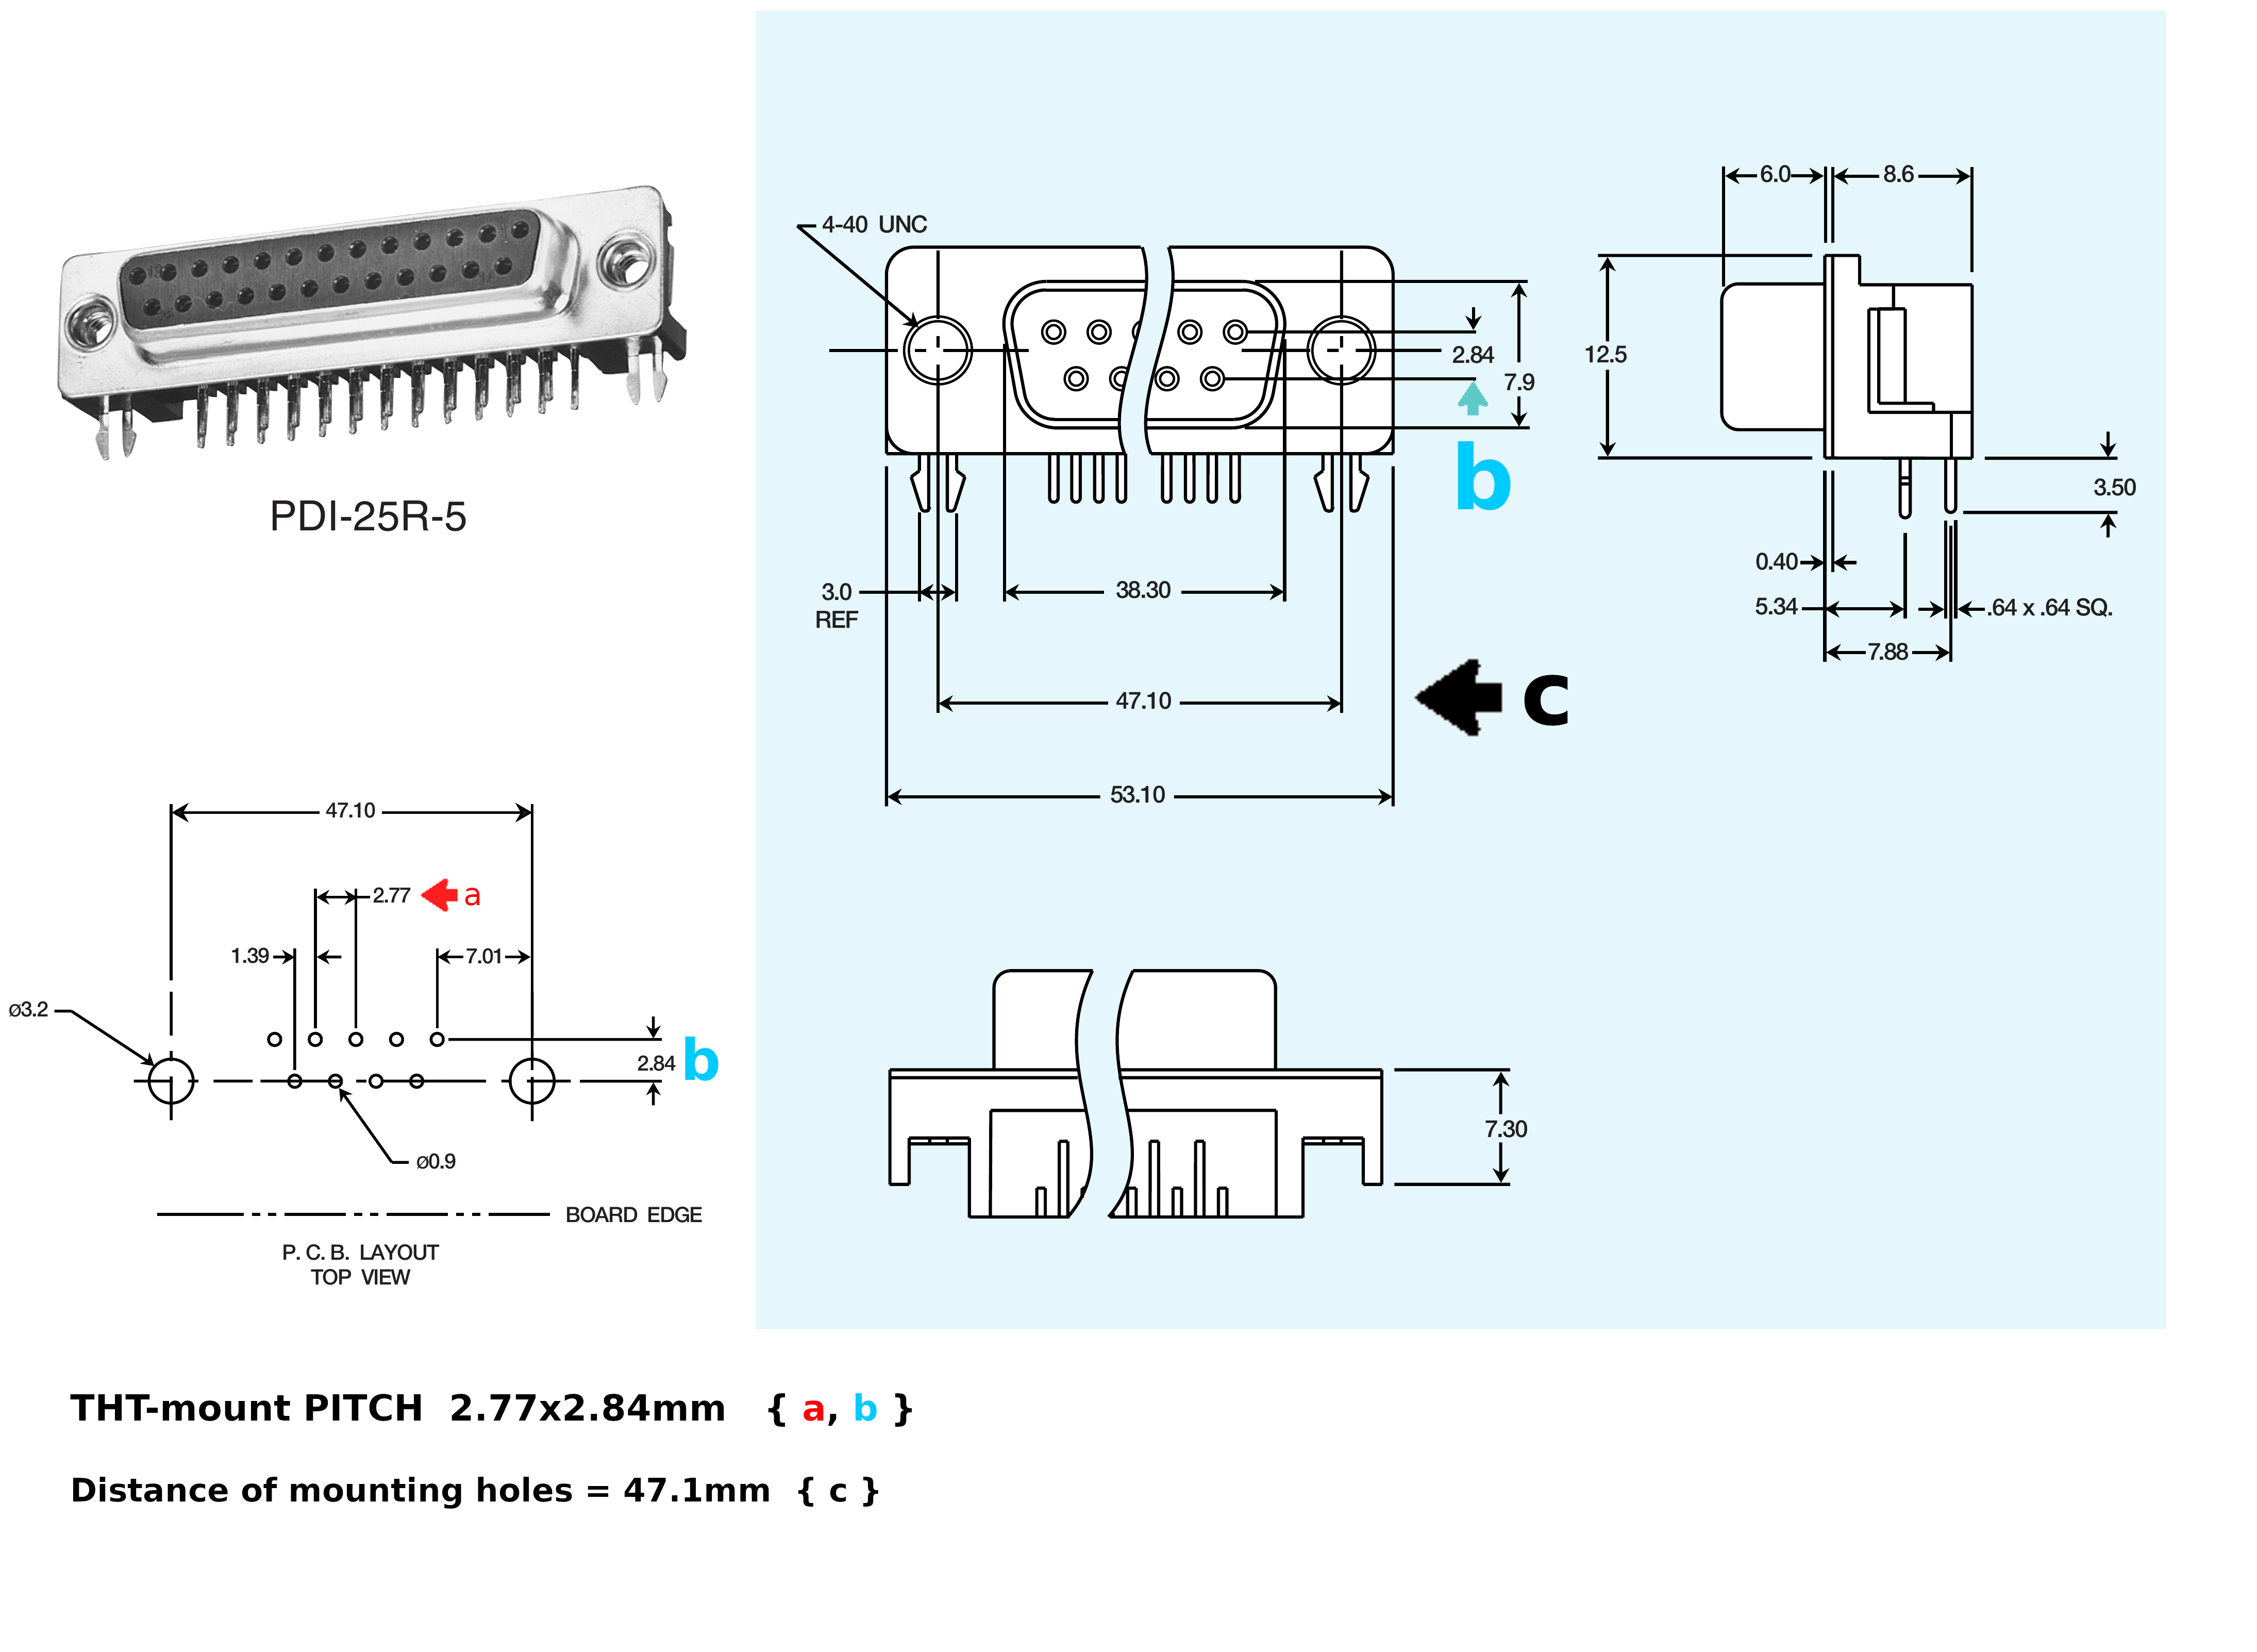 PDI-25R-5
4-40 UNC
2.84
7.9
b
3.0
REF
38.30
47.10
c
53.10
6.0
8.6
12.5
3.50
0.40
5.34
.64 x .64 SQ.
7.88
47.10
2.77
a
1.39
7.01
ø3.2
2.84
b
ø0.9
BOARD EDGE
P. C. B. LAYOUT
TOP VIEW
7.30
THT-mount PITCH 2.77x2.84mm { a, b }
Distance of mounting holes = 47.1mm { c }